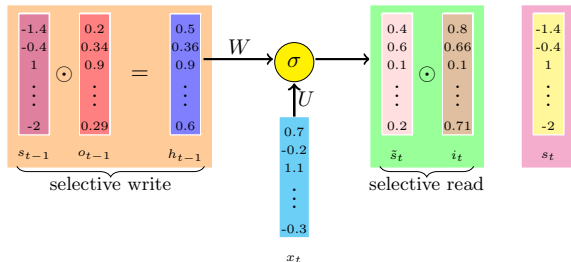 -1.4 0.2 0.5 0.4 0.8 -1.4
-0.4 0.34 0.36 W 0.6 0.66 -0.4
1 ⊙ 0.9 = 0.9 σ 0.1 ⊙ 0.1 1
⋮ ⋮ ⋮ U ⋮ ⋮ ⋮
-2 0.29 0.6 0.7 0.2 0.71 -2
-0.2
s_{t−1} o_{t−1} h_{t−1} 1.1 s̃_t i_t s_t
selective write ⋮ selective read
-0.3
x_t